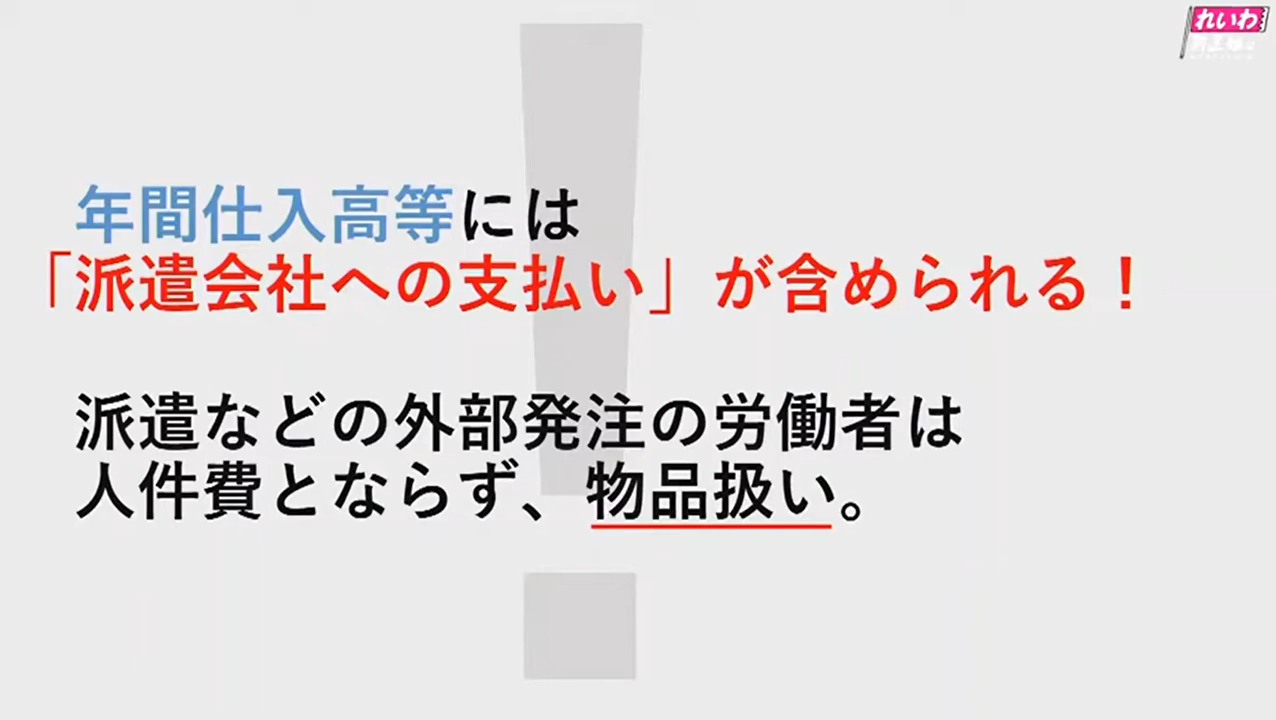 れいわ
年間仕入高等には
「派遣会社への支払い」が含められる！
派遣などの外部発注の労働者は
人件費とならず、物品扱い。